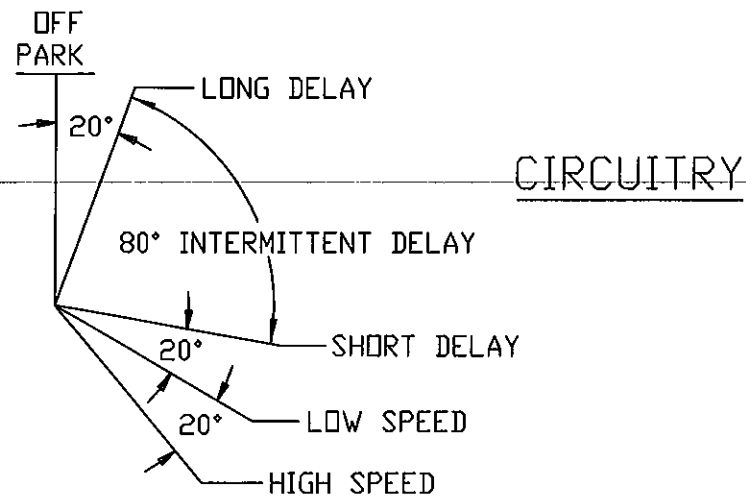 OFF
PARK
LONG DELAY
20°
CIRCUITRY
80° INTERMITTENT DELAY
SHORT DELAY
20°
20°
LOW SPEED
HIGH SPEED